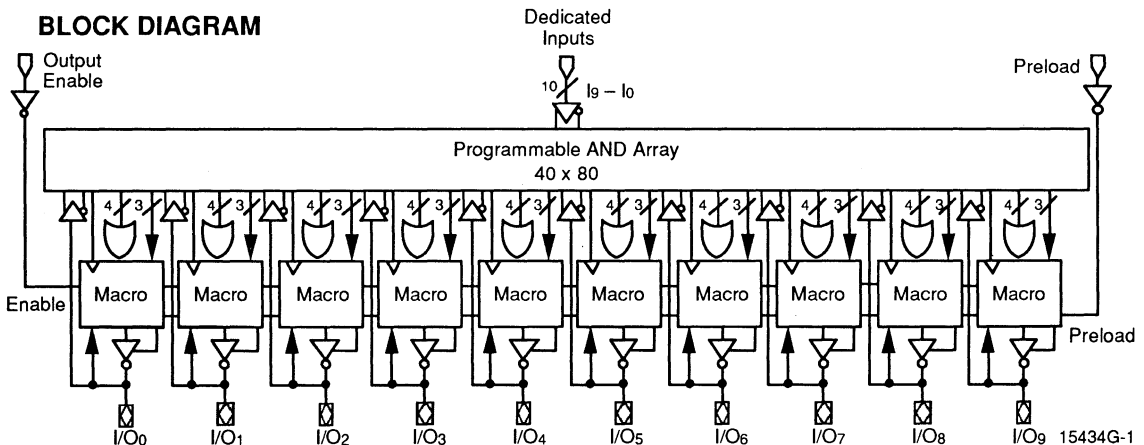 BLOCK DIAGRAM
Dedicated
Inputs
Output
Enable
Preload
10
I9 – I0
Programmable AND Array
40 x 80
4 3 4 3 4 3 4 3 4 3 4 3 4 3 4 3 4 3 4 3
Macro Macro Macro Macro Macro Macro Macro Macro Macro Macro
Enable
Preload
I/O0 I/O1 I/O2 I/O3 I/O4 I/O5 I/O6 I/O7 I/O8 I/O9 15434G-1